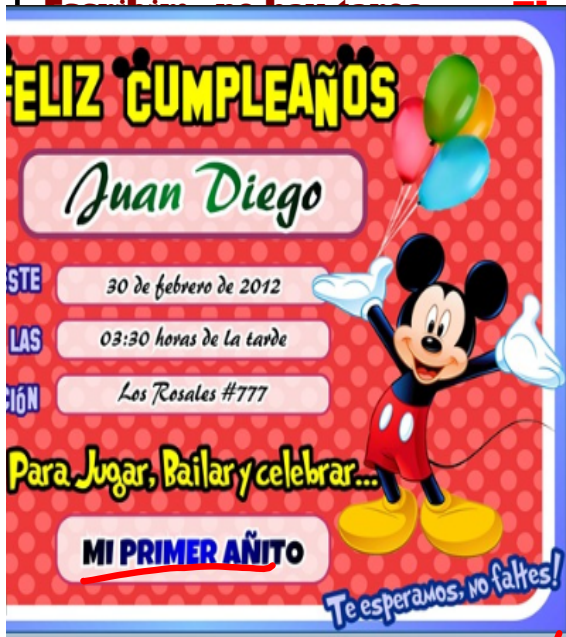 FELIZ CUMPLEAÑOS
Juan Diego
STE 30 de febrero de 2012
LAS 03:30 horas de la tarde
IÓN Los Rosales #777
Para Jugar, Bailar y celebrar...
MI PRIMER AÑITO
Te esperamos, no faltes!